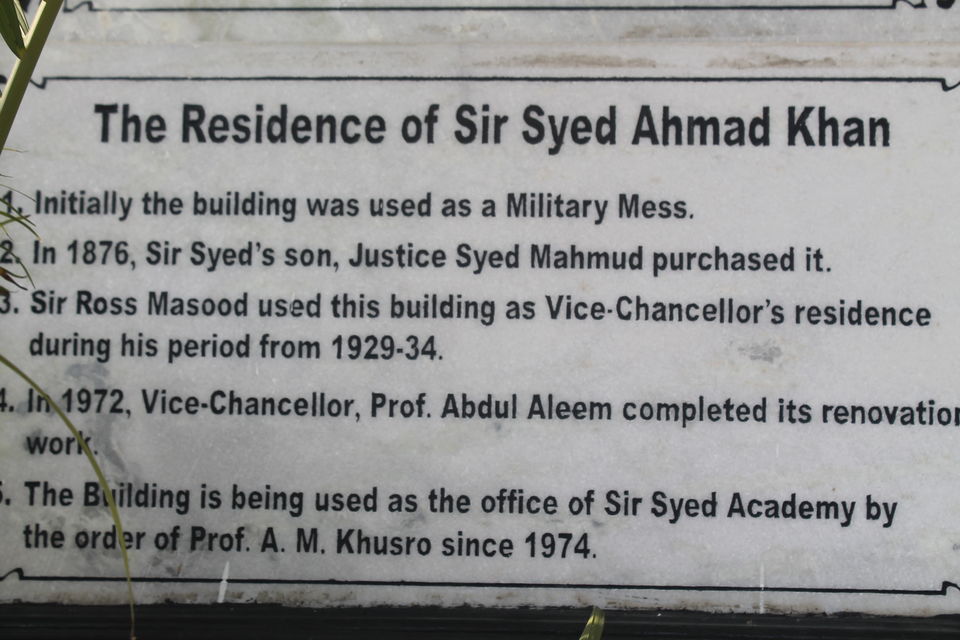 The Residence of Sir Syed Ahmad Khan
1. Initially the building was used as a Military Mess.
2. In 1876, Sir Syed's son, Justice Syed Mahmud purchased it.
3. Sir Ross Masood used this building as Vice-Chancellor's residence
during his period from 1929-34.
4. In 1972, Vice-Chancellor, Prof. Abdul Aleem completed its renovation
work.
5. The Building is being used as the office of Sir Syed Academy by
the order of Prof. A. M. Khusro since 1974.